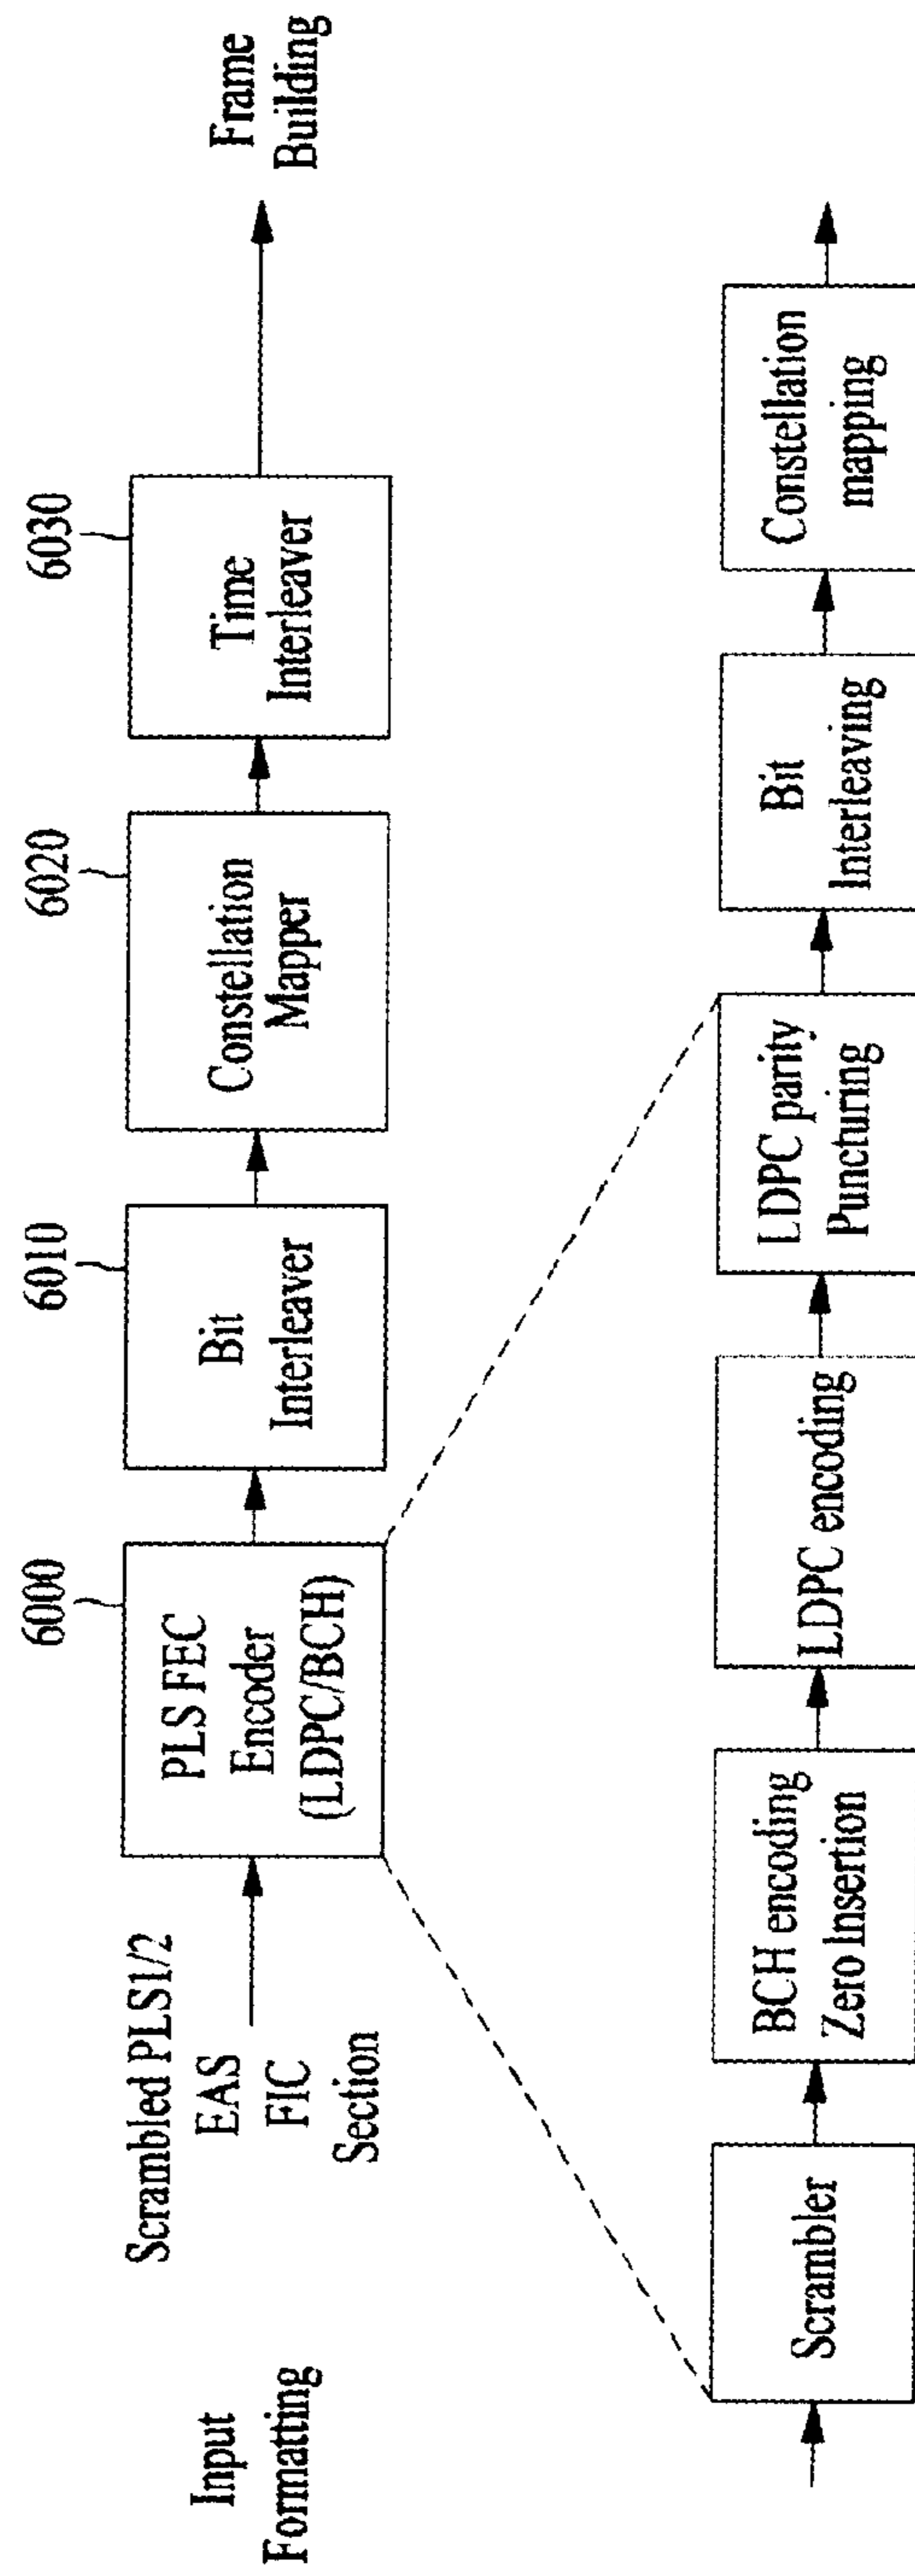 Input
Formatting
Scrambled PLS1/2
EAS
FIC
Section
6000
PLS FEC
Encoder
(LDPC/BCH)
6010
Bit
Interleaver
6020
Constellation
Mapper
6030
Time
Interleaver
Frame
Building
Scrambler
BCH encoding
Zero Insertion
LDPC encoding
LDPC parity
Puncturing
Bit
Interleaving
Constellation
mapping